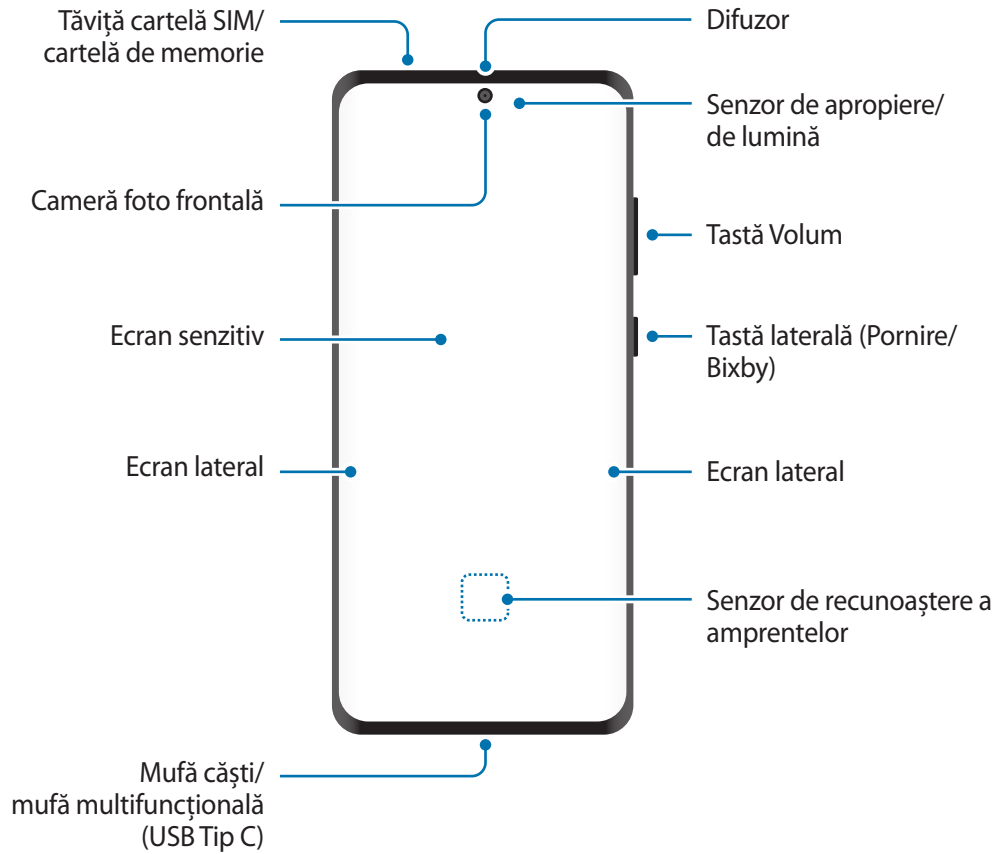 Tăviță cartelă SIM/
cartelă de memorie
Cameră foto frontală
Ecran senzitiv
Ecran lateral
Mufă căști/
mufă multifuncțională
(USB Tip C)
Difuzor
Senzor de apropiere/
de lumină
Tastă Volum
Tastă laterală (Pornire/
Bixby)
Ecran lateral
Senzor de recunoaștere a
amprentelor